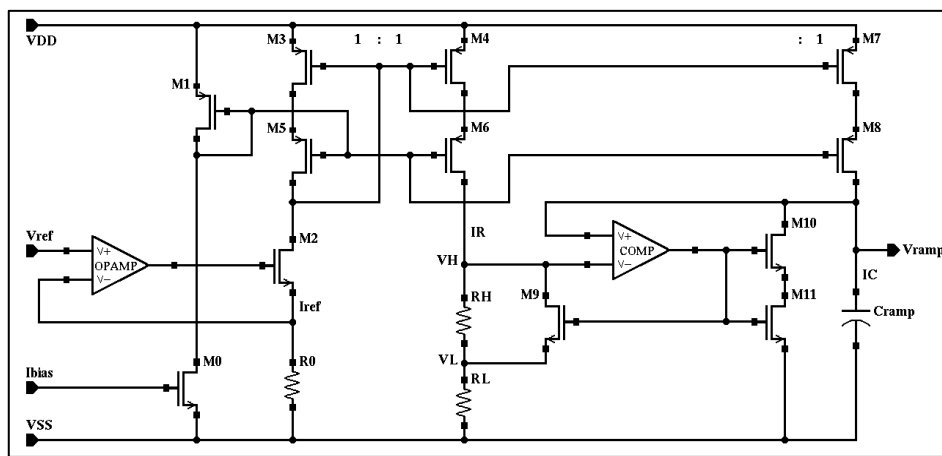 VDD
M3
1 : 1
M4
: 1
M7
M1
M5
M6
M8
Vref
V+
OPAMP
V−
M2
Iref
IR
VH
V+
COMP
V−
M10
Vramp
IC
M9
M11
RH
Cramp
VL
M0
R0
RL
Ibias
VSS